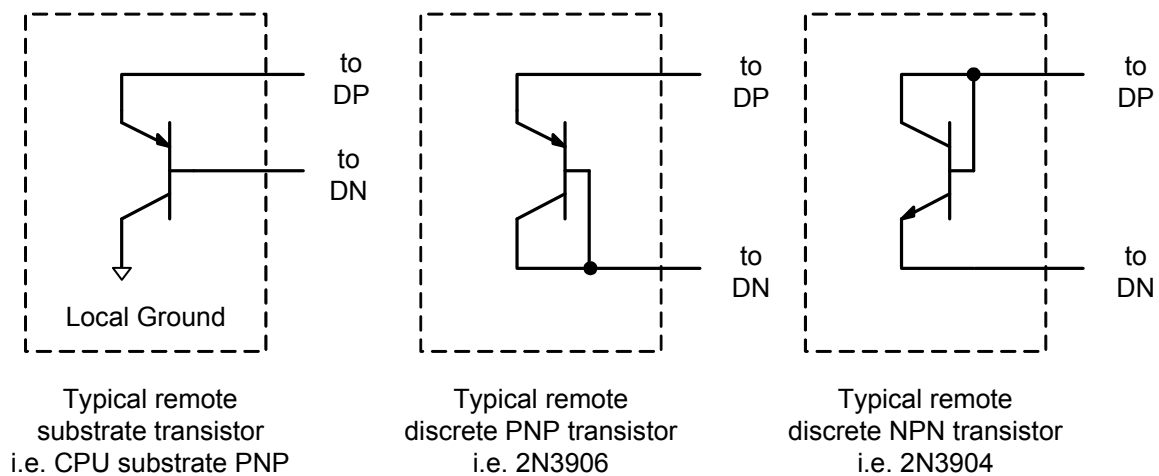 to
DP
to
DN
Local Ground
Typical remote
substrate transistor
i.e. CPU substrate PNP
to
DP
to
DN
Typical remote
discrete PNP transistor
i.e. 2N3906
to
DP
to
DN
Typical remote
discrete NPN transistor
i.e. 2N3904